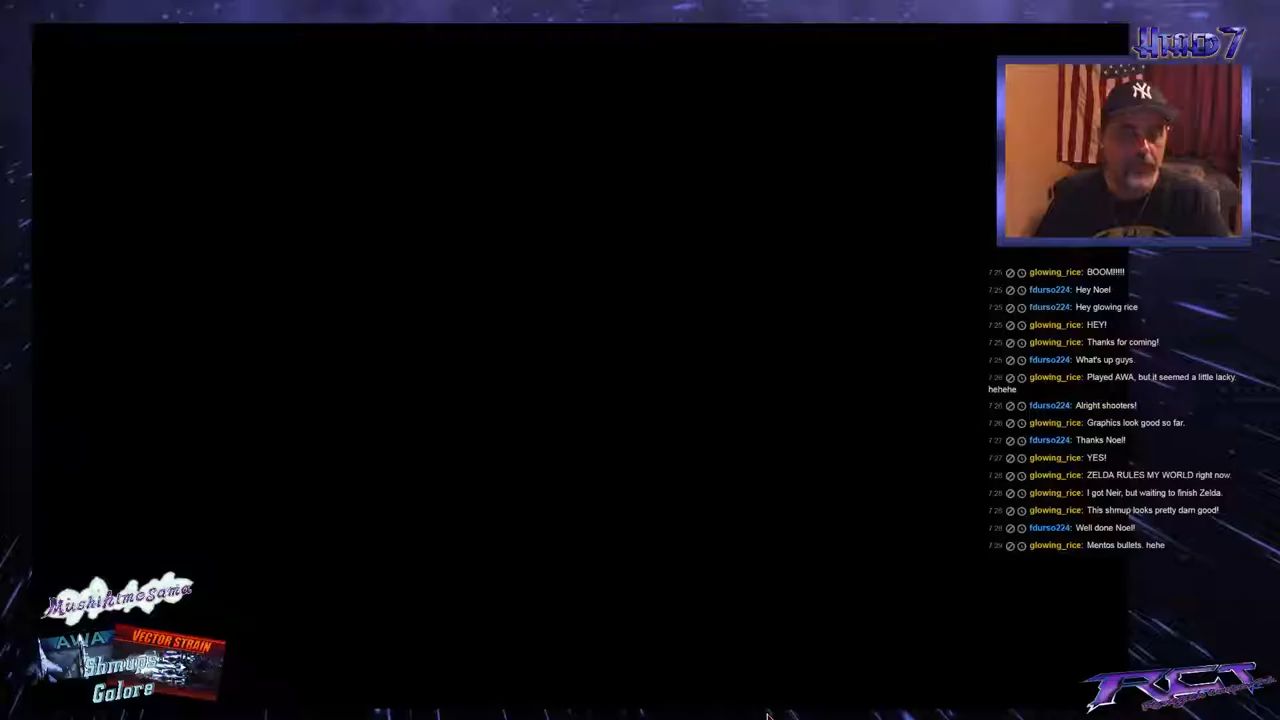 Htaed7
NY
7:25 glowing_rice: BOOM!!!!!
7:25 fdurso224: Hey Noel
7:25 fdurso224: Hey glowing rice
7:25 glowing_rice: HEY!
7:25 glowing_rice: Thanks for coming!
7:25 fdurso224: What's up guys.
7:26 glowing_rice: Played AWA, but it seemed a little lacky.
hehehe
7:26 fdurso224: Alright shooters!
7:26 glowing_rice: Graphics look good so far.
7:27 fdurso224: Thanks Noel!
7:27 glowing_rice: YES!
7:28 glowing_rice: ZELDA RULES MY WORLD right now.
7:28 glowing_rice: I got Neir, but waiting to finish Zelda.
7:28 glowing_rice: This shmup looks pretty darn good!
7:28 fdurso224: Well done Noel!
7:29 glowing_rice: Mentos bullets. hehe
Mushihimesama
AWA
VECTOR STRAIN
Shmups
Galore
RGT